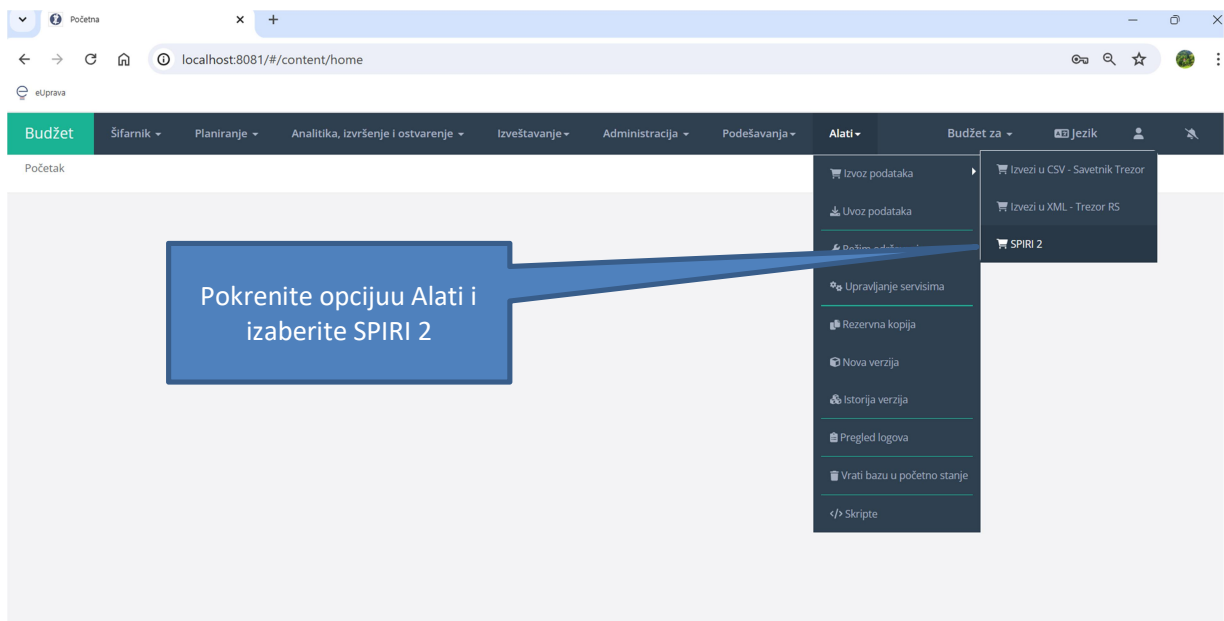 Početna
localhost:8081/#/content/home
eUprava
Budžet Šifarnik Planiranje Analitika, izvršenje i ostvarenje Izveštavanje Administracija Podešavanja Alati Budžet za Jezik
Početak
Izvoz podataka
Izvezi u CSV - Savetnik Trezor
Izvezi u XML - Trezor RS
SPIRI 2
Uvoz podataka
Režim
Upravljanje servisima
Rezervna kopija
Nova verzija
Istorija verzija
Pregled logova
Vrati bazu u početno stanje
</> Skripte
Pokrenite opcijuu Alati i
izaberite SPIRI 2